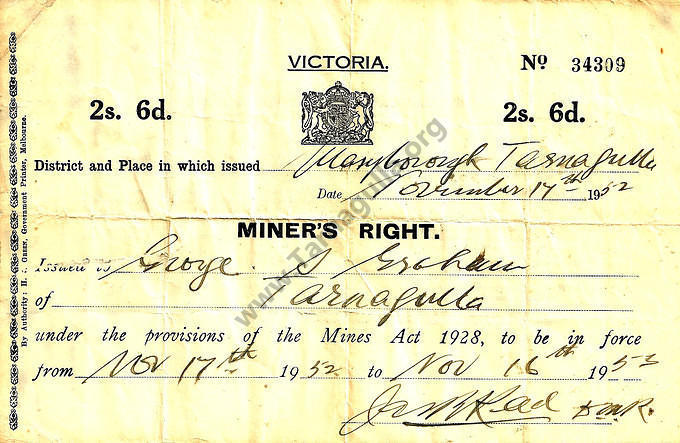 VICTORIA.
No 34309
2s. 6d.
2s. 6d.
District and Place in which issued Maryborough Tarnagulla
Date November 17th 1952
MINER'S RIGHT.
Issued to George S Graham
of Tarnagulla
under the provisions of the Mines Act 1928, to be in force
from Nov 17th 1952 to Nov 16th 1953
By Authority: H. J. GREEN, Government Printer, Melbourne.
www.Tarnagulla.org